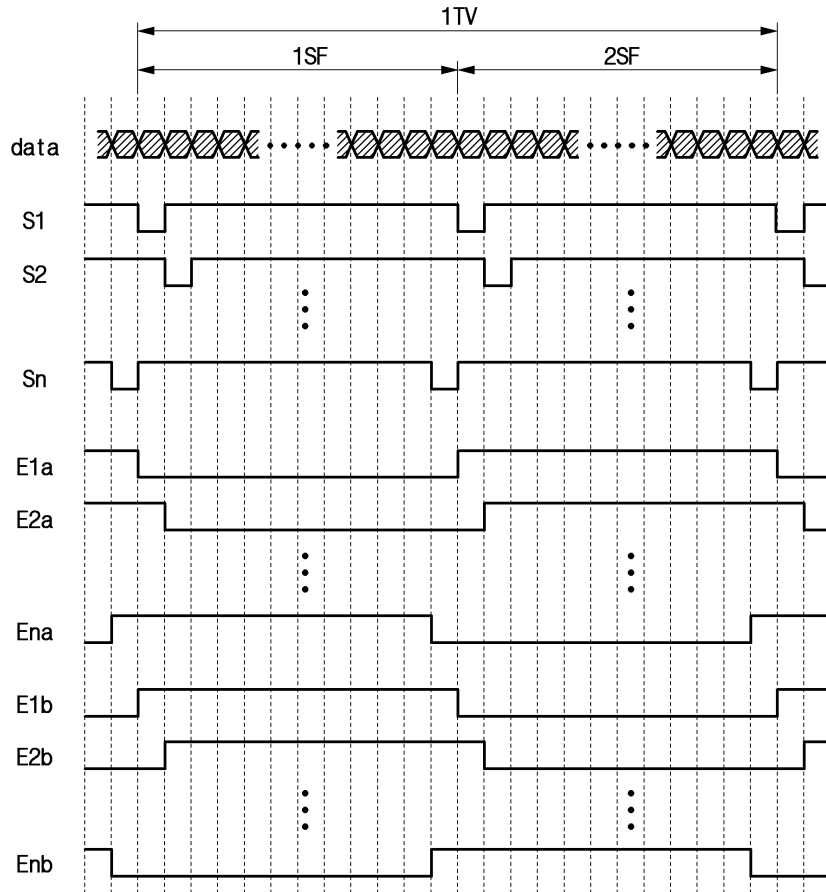 1TV
1SF 2SF
data
S1
S2
Sn
E1a
E2a
Ena
E1b
E2b
Enb